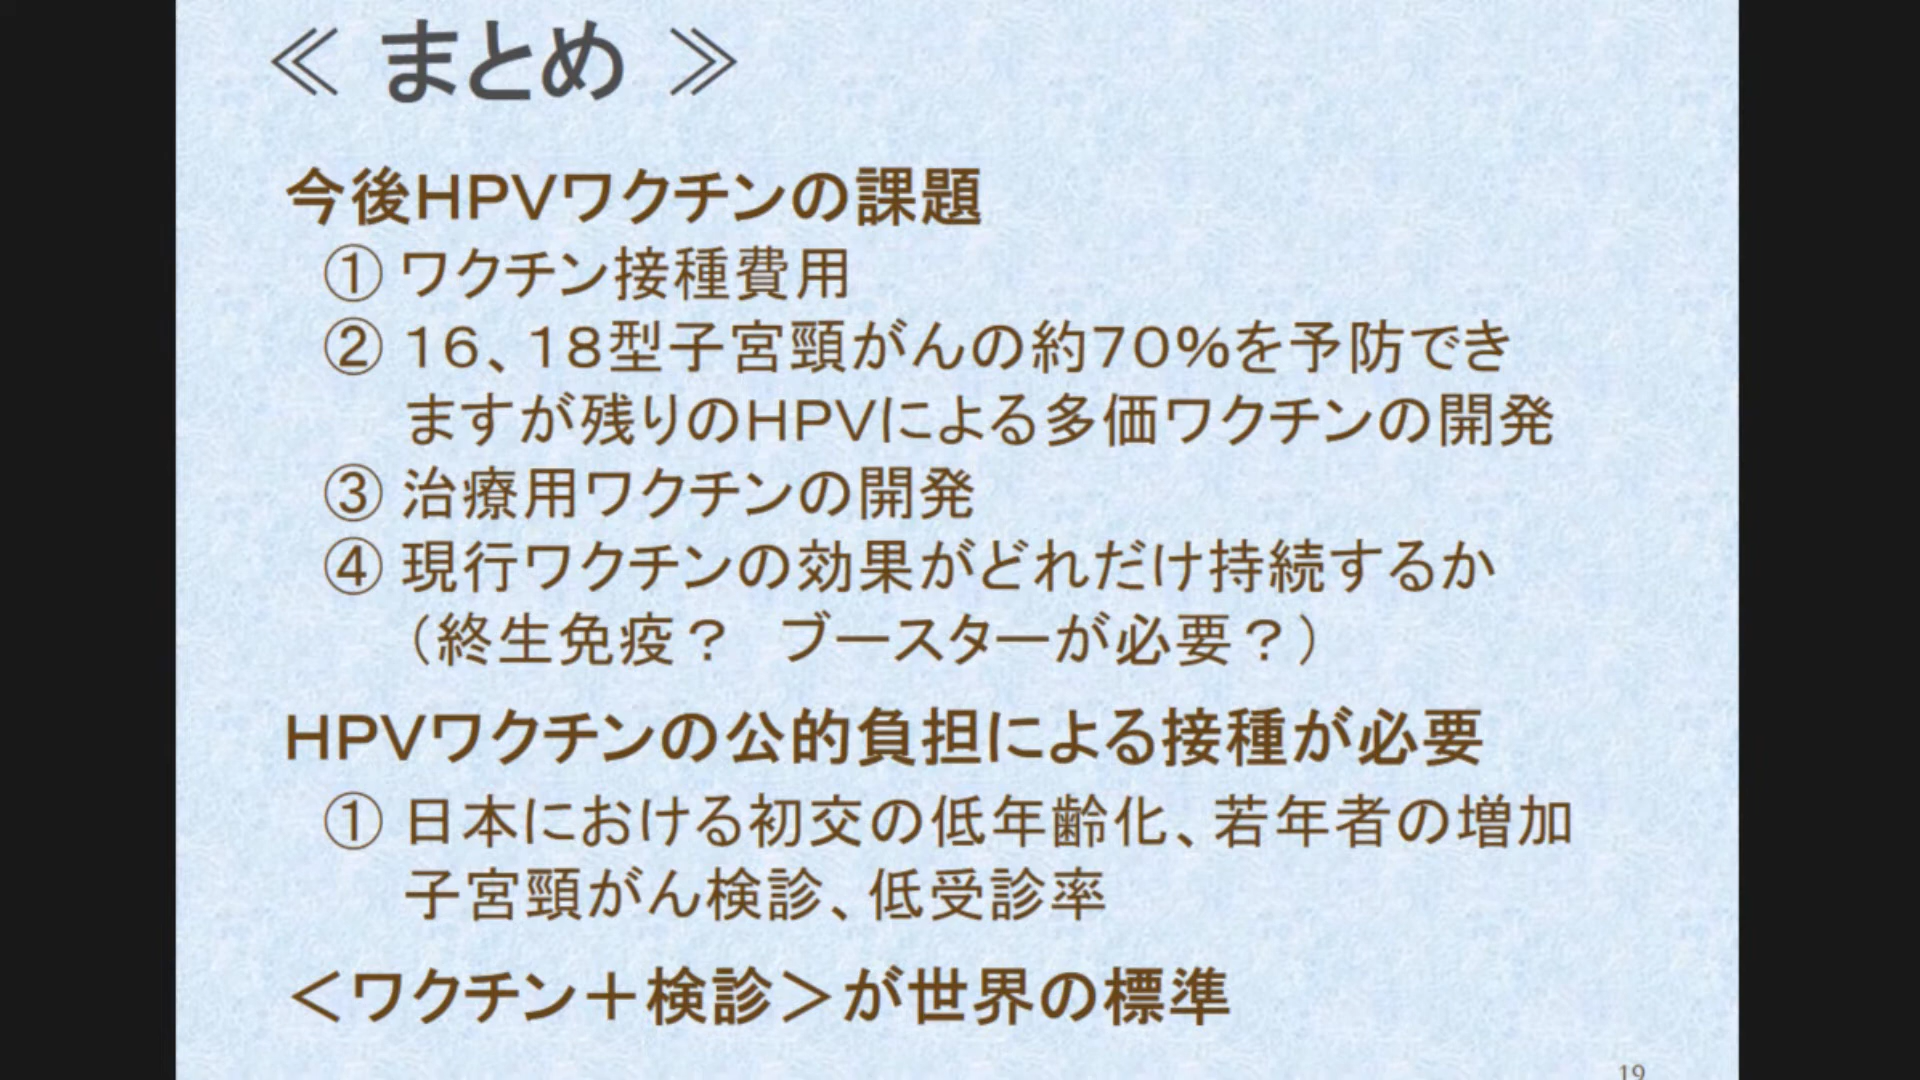 ≪ まとめ ≫
今後HPVワクチンの課題
① ワクチン接種費用
② 16、18型子宮頸がんの約70%を予防でき
ますが残りのHPVによる多価ワクチンの開発
③ 治療用ワクチンの開発
④ 現行ワクチンの効果がどれだけ持続するか
（終生免疫？　ブースターが必要？）
HPVワクチンの公的負担による接種が必要
① 日本における初交の低年齢化、若年者の増加
子宮頸がん検診、低受診率
＜ワクチン＋検診＞が世界の標準
19